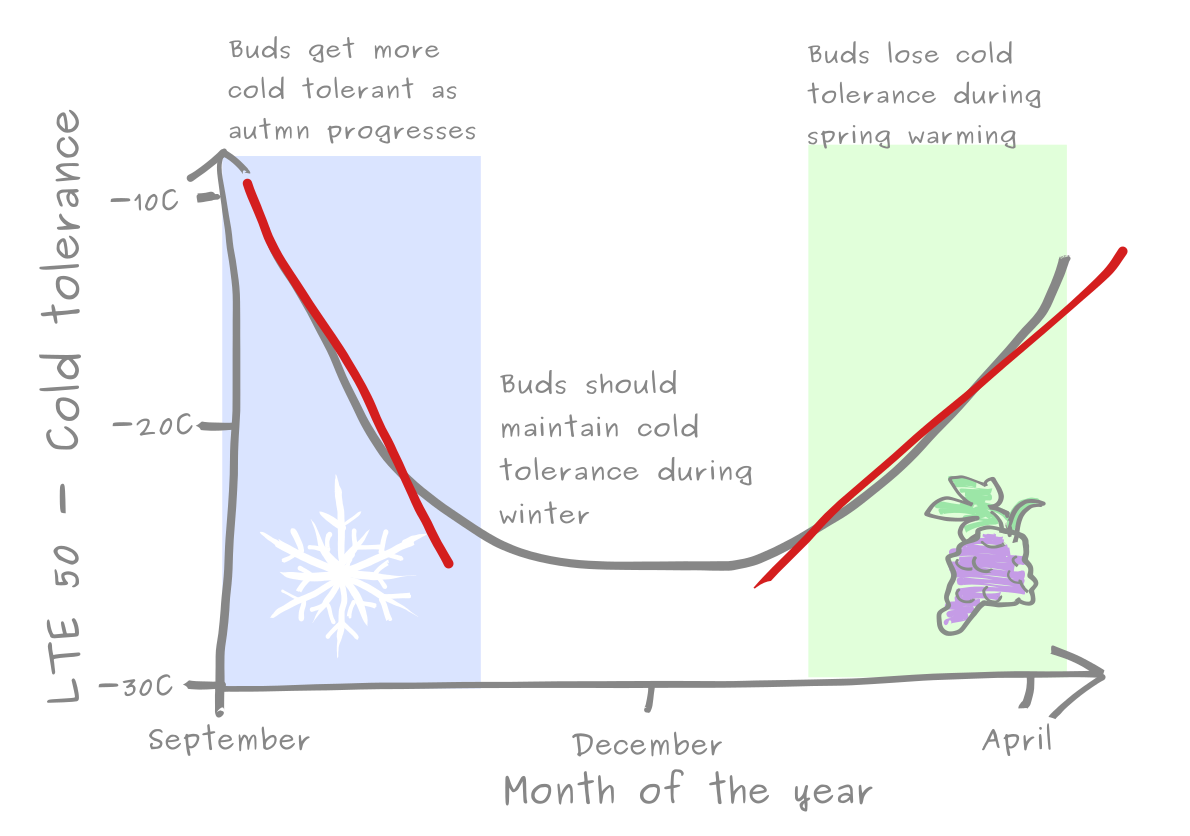 Buds get more
cold tolerant as
autmn progresses
Buds lose cold
tolerance during
spring warming
LTE 50 – Cold tolerance
-10C
-20C
-30C
Buds should
maintain cold
tolerance during
winter
September
December
April
Month of the year